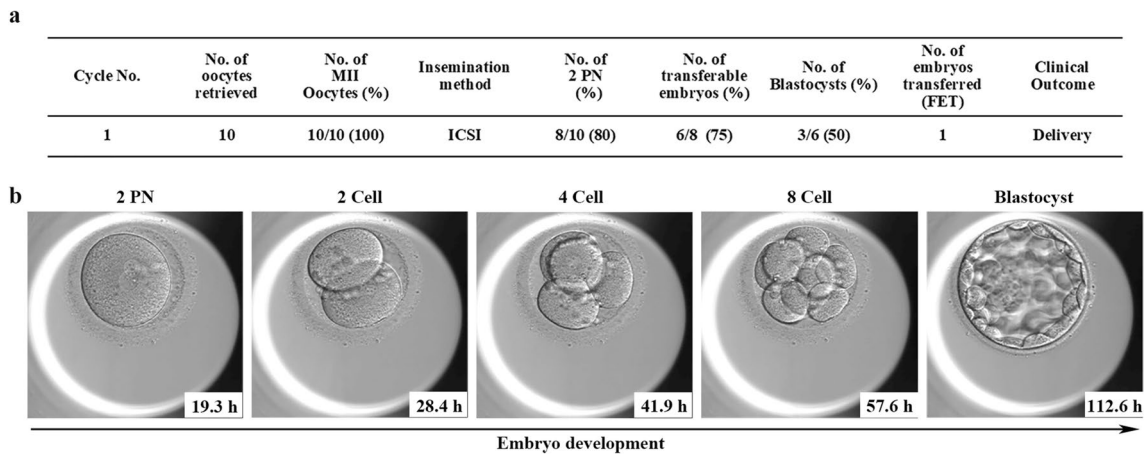 a
Cycle No.
No. of
oocytes
retrieved
No. of
MII
Oocytes (%)
Insemination
method
No. of
2 PN
(%)
No. of
transferable
embryos (%)
No. of
Blastocysts (%)
No. of
embryos
transferred
(FET)
Clinical
Outcome
1 10 10/10 (100) ICSI 8/10 (80) 6/8 (75) 3/6 (50) 1 Delivery
b
2 PN 2 Cell 4 Cell 8 Cell Blastocyst
19.3 h 28.4 h 41.9 h 57.6 h 112.6 h
Embryo development